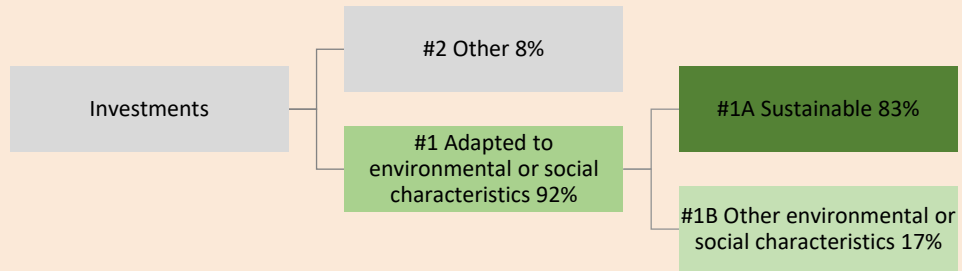 Investments
#2 Other 8%
#1 Adapted to
environmental or social
characteristics 92%
#1A Sustainable 83%
#1B Other environmental or
social characteristics 17%